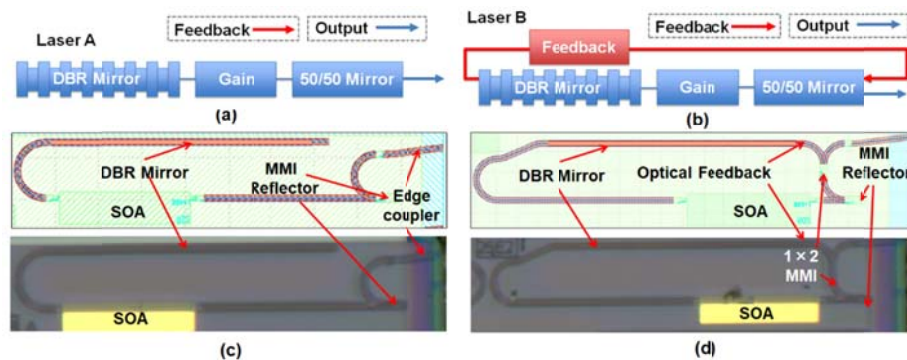 Laser A
Feedback
Output
DBR Mirror
Gain
50/50 Mirror
(a)
Laser B
Feedback
Output
Feedback
DBR Mirror
Gain
50/50 Mirror
(b)
DBR Mirror
MMI
Reflector
Edge
coupler
SOA
SOA
(c)
DBR Mirror
Optical Feedback
MMI
Reflector
SOA
1×2
MMI
SOA
(d)